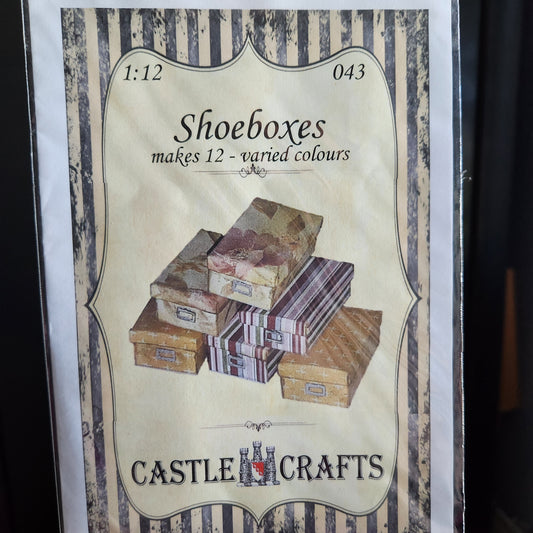 1:12 043
Shoeboxes
makes 12 - varied colours
CASTLE CRAFTS